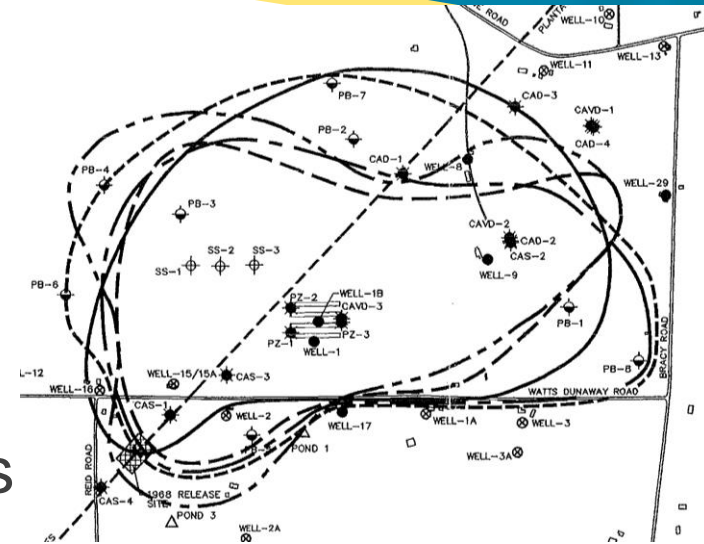 GE ROAD
PLANTA
WELL-10
WELL-13
WELL-11
PB-7
CAD-3
CAVD-1
CAD-4
PB-2
PB-4
CAD-1
WELL-8
WELL-29
PB-3
CAVD-2
CAD-2
CAS-2
SS-1
SS-2
SS-3
WELL-9
PB-6
PZ-2
WELL-1B
CAVD-3
PB-1
PZ-1
PZ-3
WELL-1
BRACY ROAD
PB-8
L-12
WELL-15/15A
CAS-3
WELL-16
WATTS DUNAWAY ROAD
CAS-1
WELL-2
WELL-17
WELL-1A
WELL-3
POND 1
WELL-3A
REID ROAD
S
1968 RELEASE
SITE
CAS-4
POND 3
WELL-2A
ES